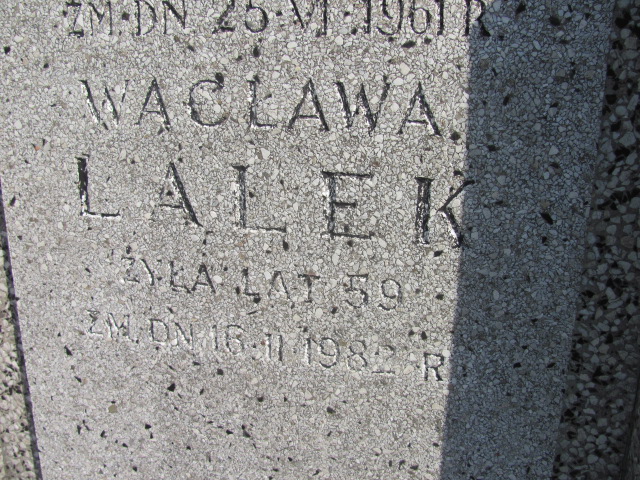 ZM. DN. 25. VI. 1961 R
WACŁAWA
LALEK
ŻYŁA LAT 59
ZM. DN. 16. II 1982 R